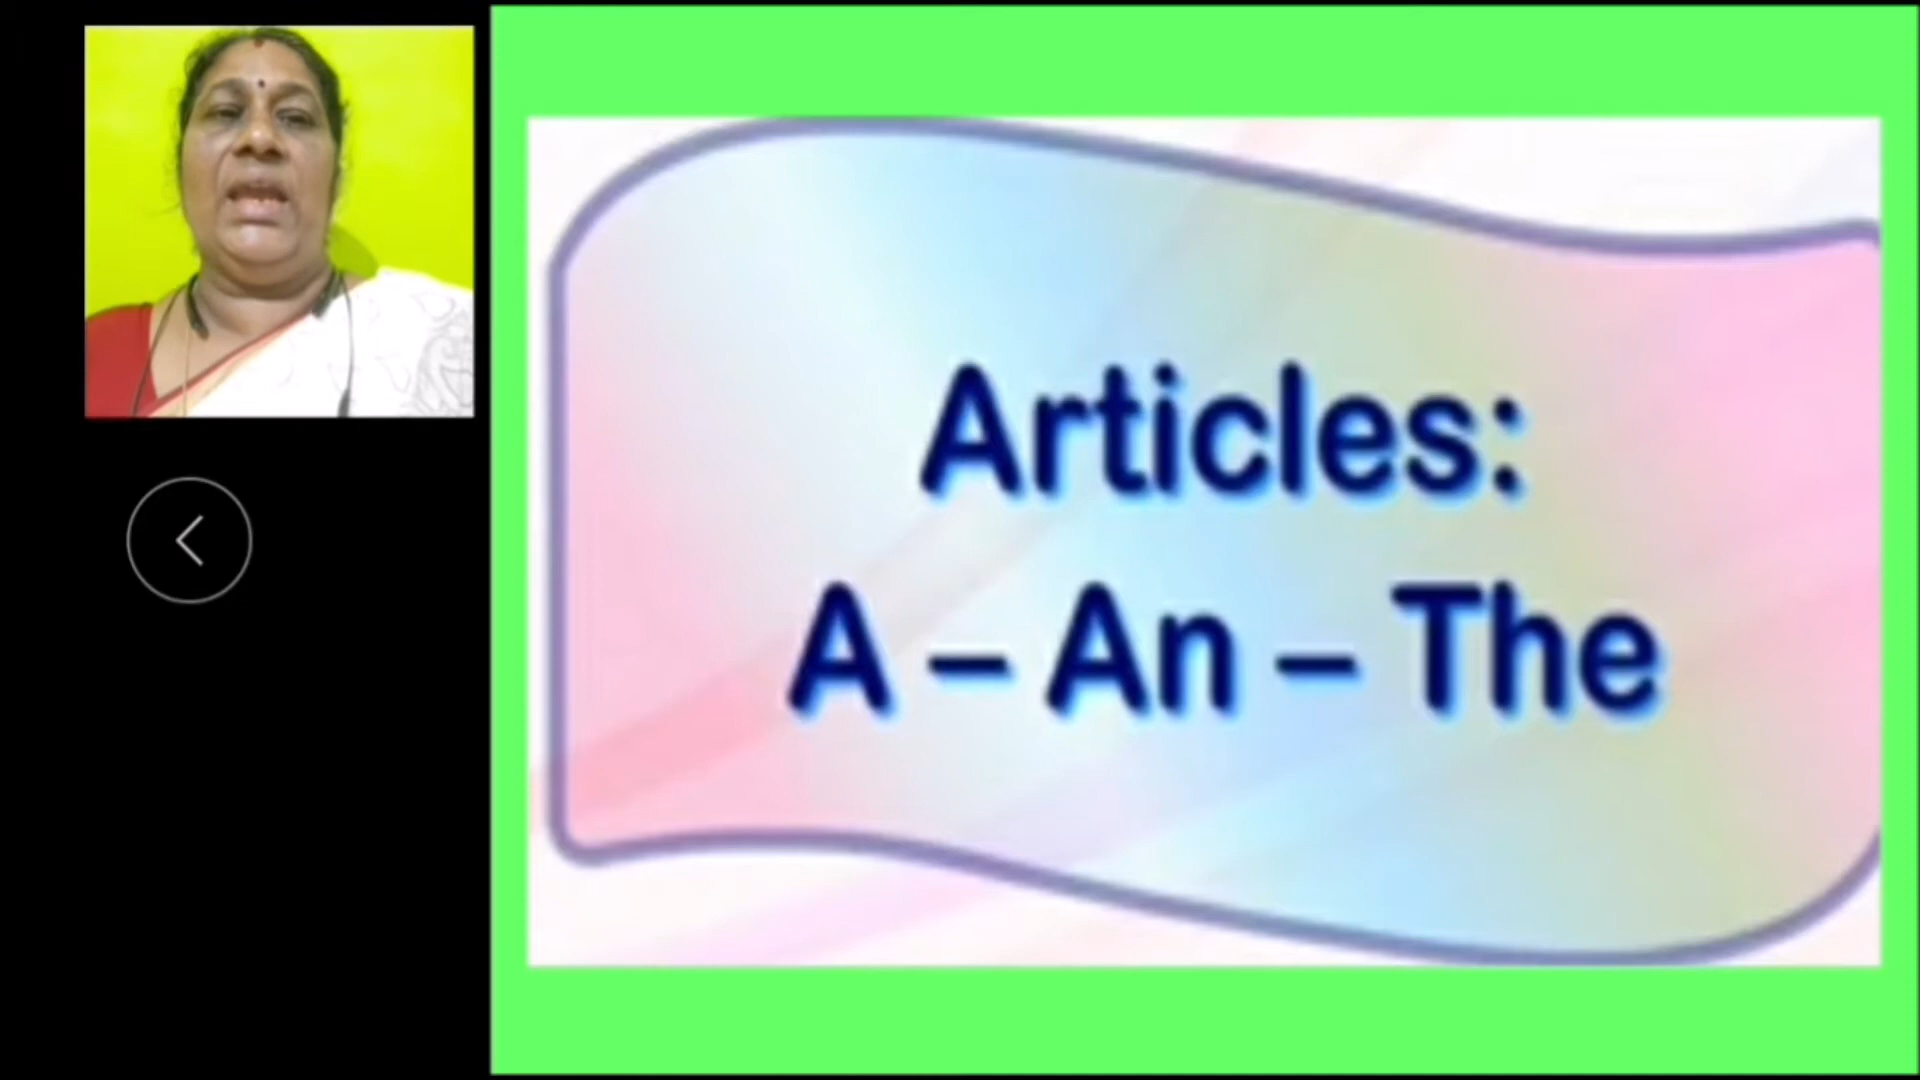 Articles:
A – An – The